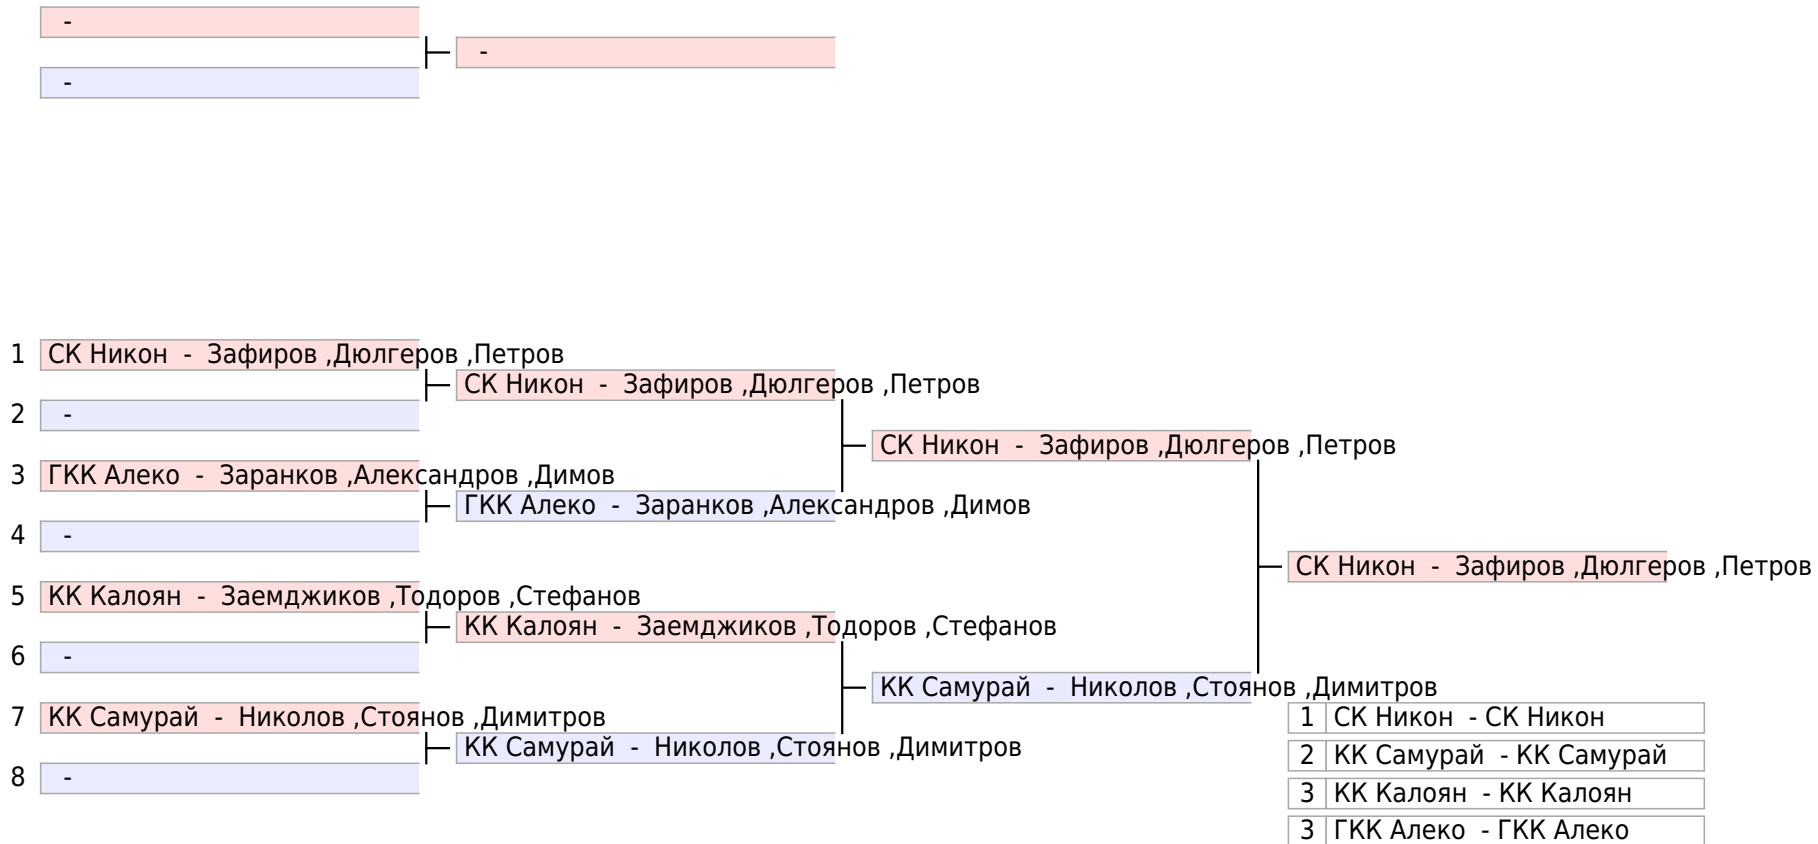 -
-
-
1 СК Никон - Зафиров ,Дюлгеров ,Петров
СК Никон - Зафиров ,Дюлгеров ,Петров
2 -
СК Никон - Зафиров ,Дюлгеров ,Петров
3 ГКК Алеко - Заранков ,Александров ,Димов
ГКК Алеко - Заранков ,Александров ,Димов
4 -
СК Никон - Зафиров ,Дюлгеров ,Петров
5 КК Калоян - Заемджиков ,Тодоров ,Стефанов
КК Калоян - Заемджиков ,Тодоров ,Стефанов
6 -
КК Самурай - Николов ,Стоянов ,Димитров
7 КК Самурай - Николов ,Стоянов ,Димитров
КК Самурай - Николов ,Стоянов ,Димитров
8 -
1 СК Никон - СК Никон
2 КК Самурай - КК Самурай
3 КК Калоян - КК Калоян
3 ГКК Алеко - ГКК Алеко